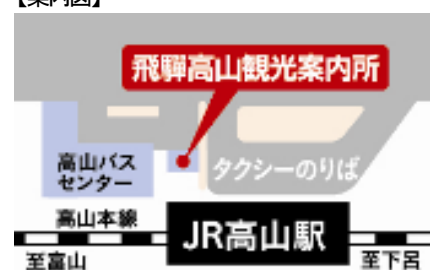 【案内図】
飛騨高山観光案内所
高山バス
センター
タクシーのりば
高山本線
JR高山駅
至富山
至下呂